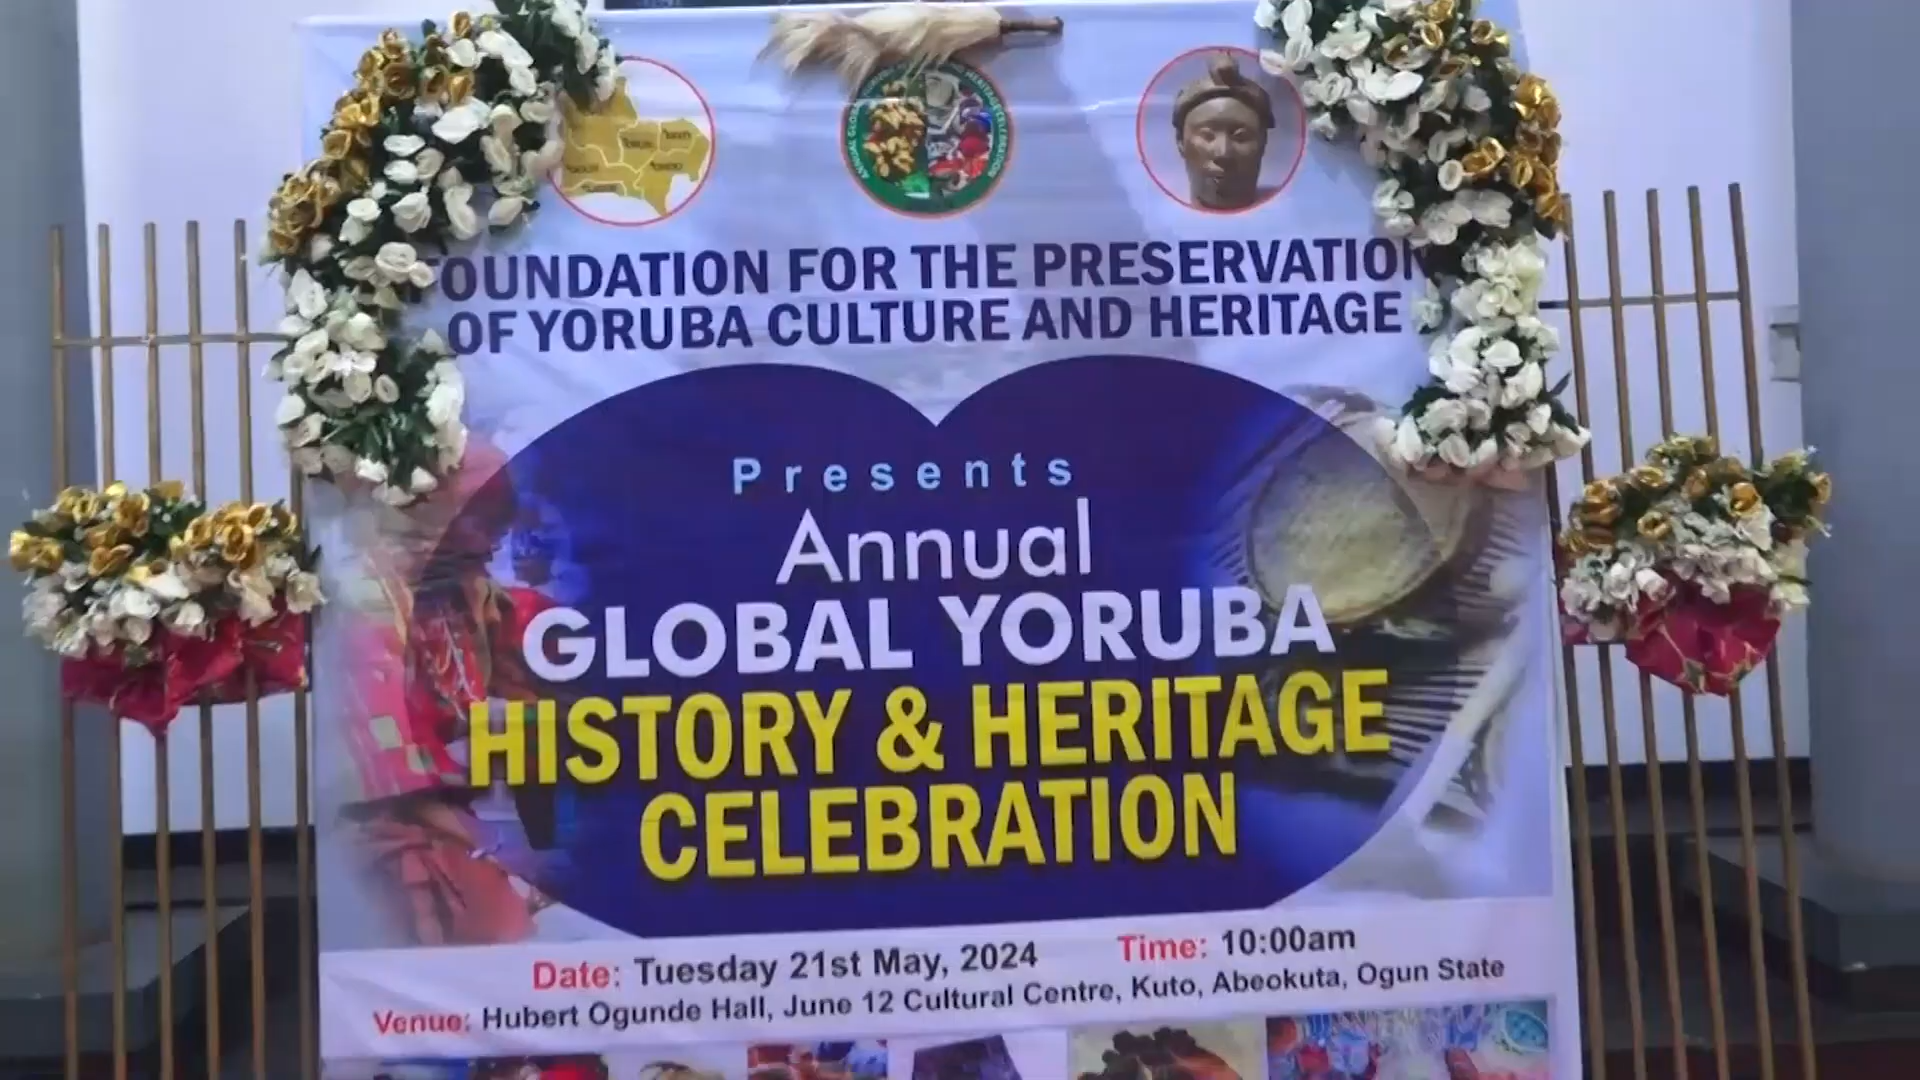 FOUNDATION FOR THE PRESERVATION
OF YORUBA CULTURE AND HERITAGE
Presents
Annual
GLOBAL YORUBA
HISTORY & HERITAGE
CELEBRATION
Date: Tuesday 21st May, 2024 Time: 10:00am
Venue: Hubert Ogunde Hall, June 12 Cultural Centre, Kuto, Abeokuta, Ogun State